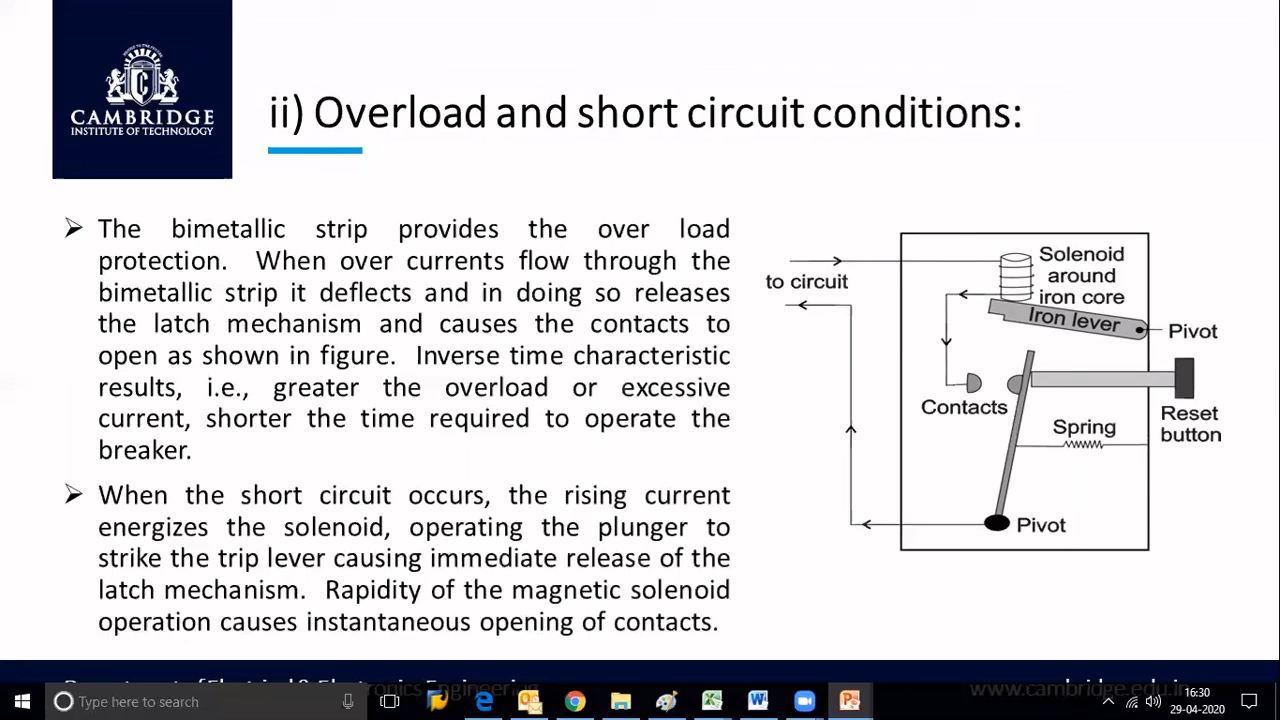 CAMBRIDGE
INSTITUTE OF TECHNOLOGY
ii) Overload and short circuit conditions:
The bimetallic strip provides the over load
protection. When over currents flow through the
bimetallic strip it deflects and in doing so releases
the latch mechanism and causes the contacts to
open as shown in figure. Inverse time characteristic
results, i.e., greater the overload or excessive
current, shorter the time required to operate the
breaker.
When the short circuit occurs, the rising current
energizes the solenoid, operating the plunger to
strike the trip lever causing immediate release of the
latch mechanism. Rapidity of the magnetic solenoid
operation causes instantaneous opening of contacts.
to circuit
Solenoid
around
iron core
Iron lever
Pivot
Contacts
Reset
button
Spring
Pivot
www.cambridge.edu.in
Type here to search
16:30
29-04-2020